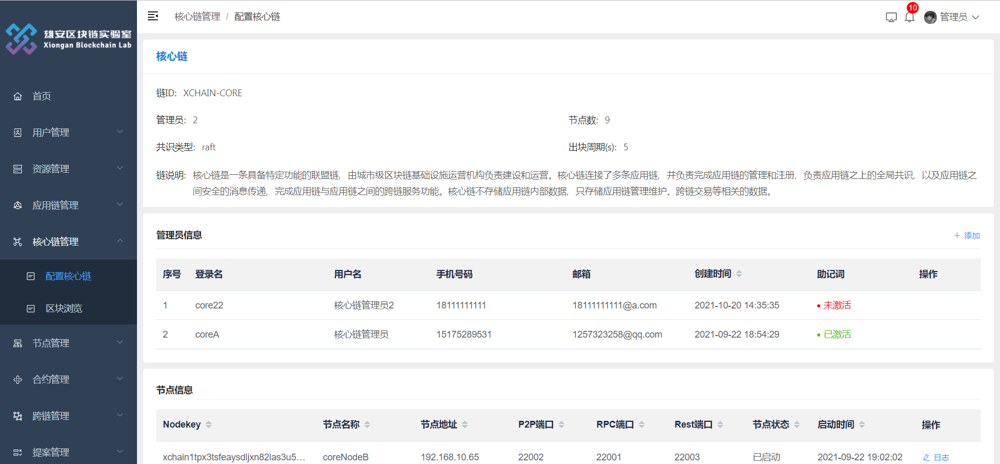 雄安区块链实验室
Xiongan Blockchain Lab
首页
用户管理
资源管理
应用链管理
核心链管理
配置核心链
区块浏览
节点管理
合约管理
跨链管理
提案管理
核心链管理 / 配置核心链
10
管理员
核心链
链ID: XCHAIN-CORE
管理员: 2
节点数: 9
共识类型: raft
出块周期(s): 5
链说明: 核心链是一条具备特定功能的联盟链，由城市级区块链基础设施运营机构负责建设和运营。核心链连接了多条应用链，并负责完成应用链的管理和注册，负责应用链之上的全局共识，以及应用链之
间安全的消息传递，完成应用链与应用链之间的跨链服务功能。核心链不存储应用链内部数据，只存储应用链管理维护、跨链交易等相关的数据。
管理员信息
+ 添加
序号 登录名 用户名 手机号码 邮箱 创建时间 助记词 操作
1 core22 核心链管理员2 18111111111 18111111111@a.com 2021-10-20 14:35:35 • 未激活
2 coreA 核心链管理员 15175289531 1257323258@qq.com 2021-09-22 18:54:29 • 已激活
节点信息
Nodekey 节点名称 节点地址 P2P端口 RPC端口 Rest端口 节点状态 启动时间 操作
xchain1tpx3tsfeaysdljxn82las3u5... coreNodeB 192.168.10.65 22002 22001 22003 已启动 2021-09-22 19:02:02 日志